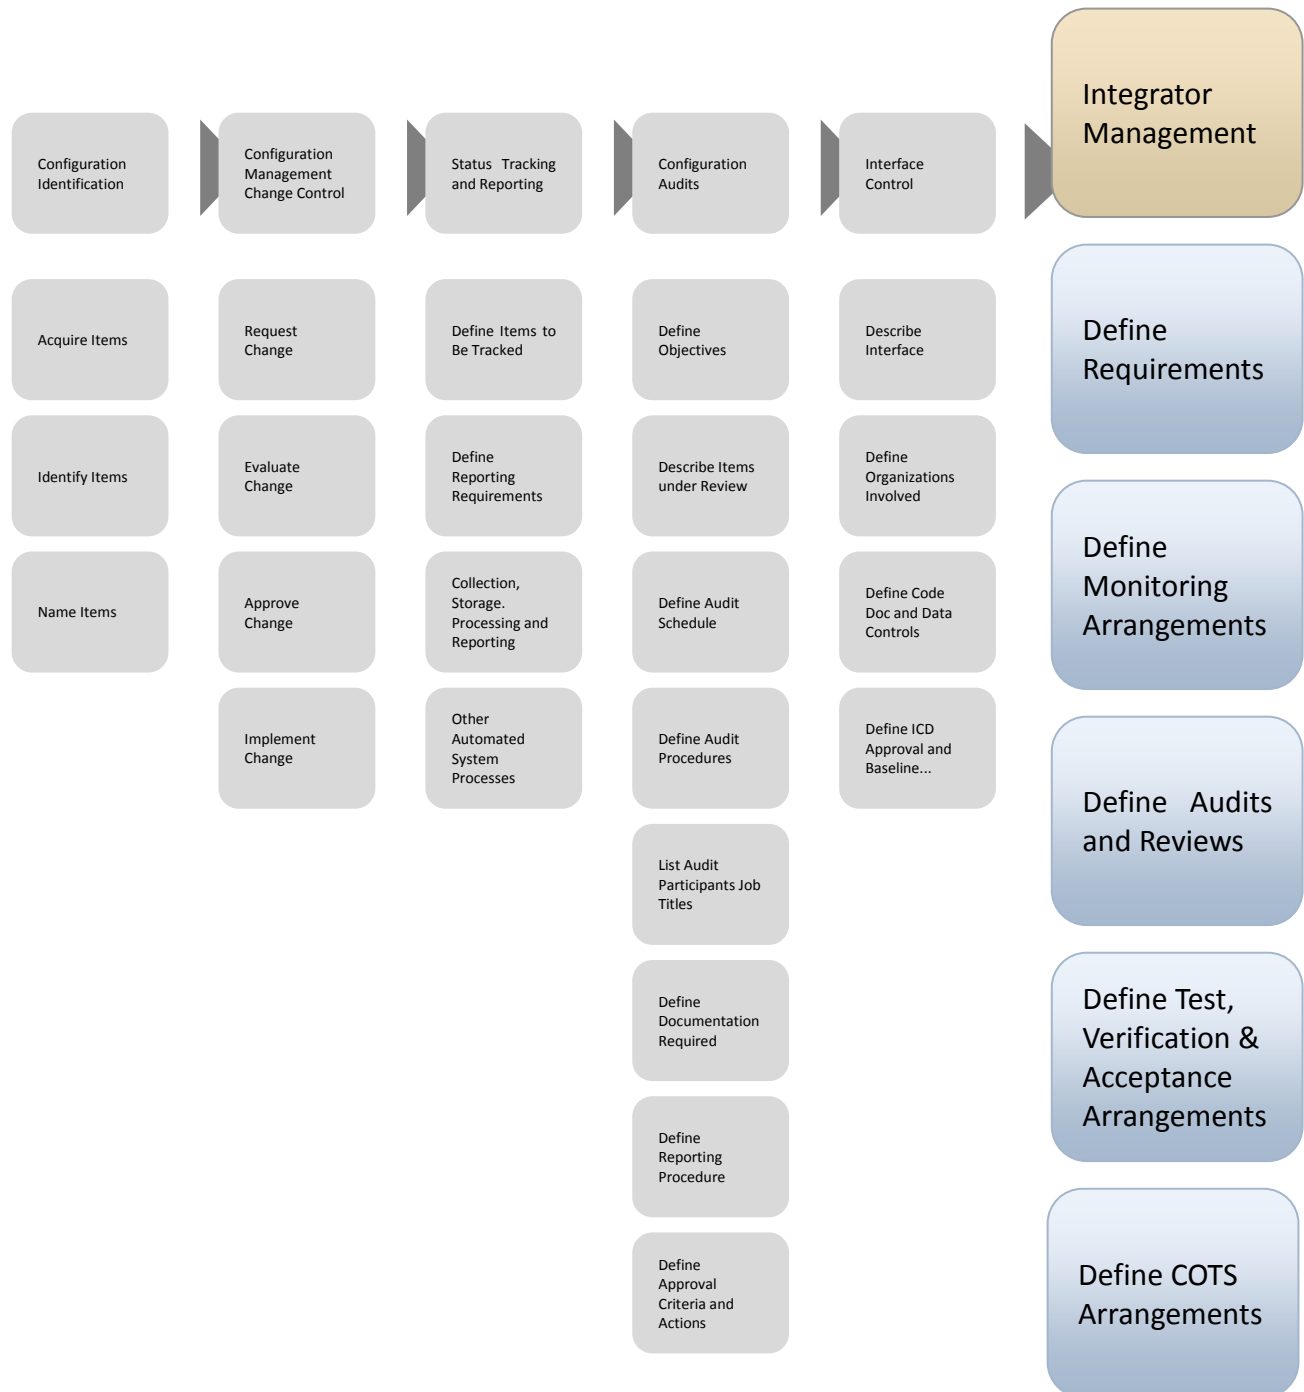 Configuration
Identification
Configuration
Management
Change Control
Status Tracking
and Reporting
Configuration
Audits
Interface
Control
Integrator
Management
Acquire Items
Identify Items
Name Items
Request
Change
Evaluate
Change
Approve
Change
Implement
Change
Define Items to
Be Tracked
Define
Reporting
Requirements
Collection,
Storage.
Processing and
Reporting
Other
Automated
System
Processes
Define
Objectives
Describe Items
under Review
Define Audit
Schedule
Define Audit
Procedures
List Audit
Participants Job
Titles
Define
Documentation
Required
Define
Reporting
Procedure
Define
Approval
Criteria and
Actions
Describe
Interface
Define
Organizations
Involved
Define Code
Doc and Data
Controls
Define ICD
Approval and
Baseline...
Define
Requirements
Define
Monitoring
Arrangements
Define Audits
and Reviews
Define Test,
Verification &
Acceptance
Arrangements
Define COTS
Arrangements